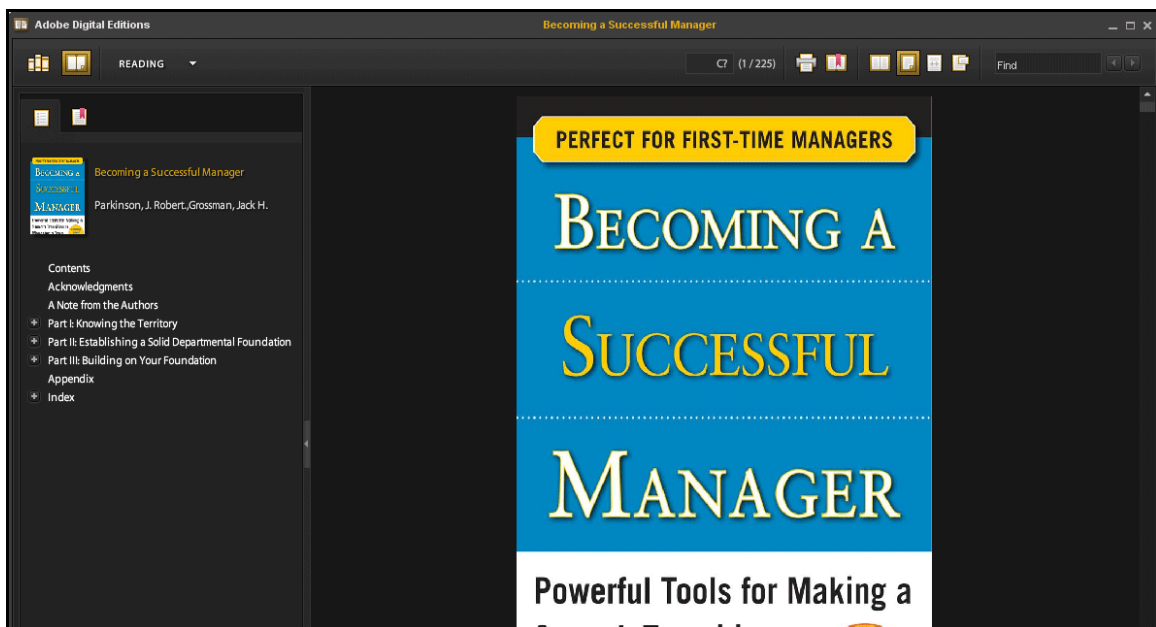 Adobe Digital Editions
Becoming a Successful Manager
READING
C? (1/225)
Find
Becoming a Successful Manager
Parkinson, J. Robert.,Grossman, Jack H.
Contents
Acknowledgments
A Note from the Authors
Part I: Knowing the Territory
Part II: Establishing a Solid Departmental Foundation
Part III: Building on Your Foundation
Appendix
Index
PERFECT FOR FIRST-TIME MANAGERS
BECOMING A
SUCCESSFUL
MANAGER
Powerful Tools for Making a